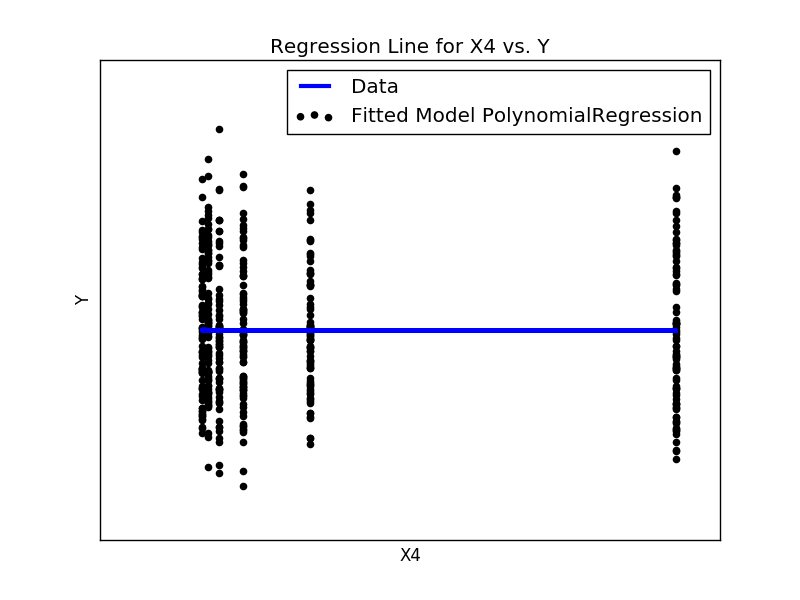 Regression Line for X4 vs. Y
Data
Fitted Model PolynomialRegression
Y
X4